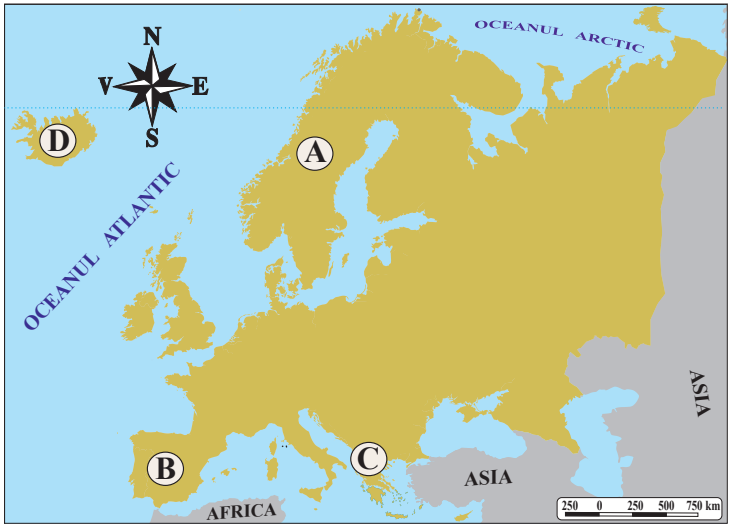 OCEANUL ARCTIC
N
V E
S
D
A
OCEANUL ATLANTIC
ASIA
B
C
ASIA
AFRICA
250 0 250 500 750 km